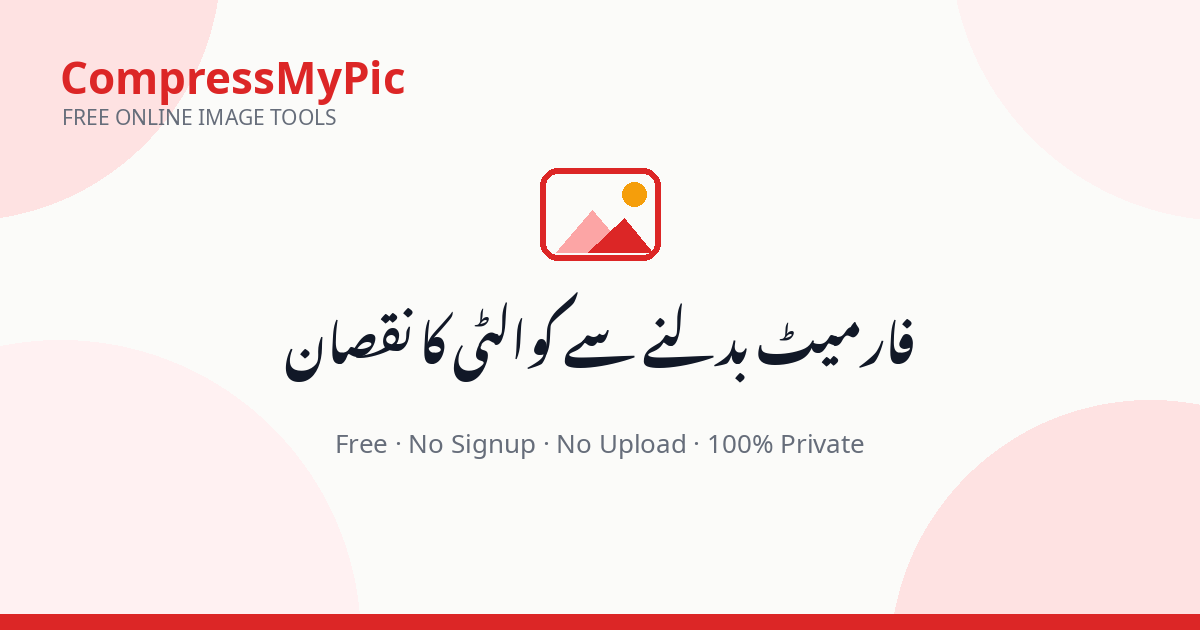 CompressMyPic
FREE ONLINE IMAGE TOOLS
فارمیٹ بدلنے سے کوالٹی کا نقصان
Free · No Signup · No Upload · 100% Private